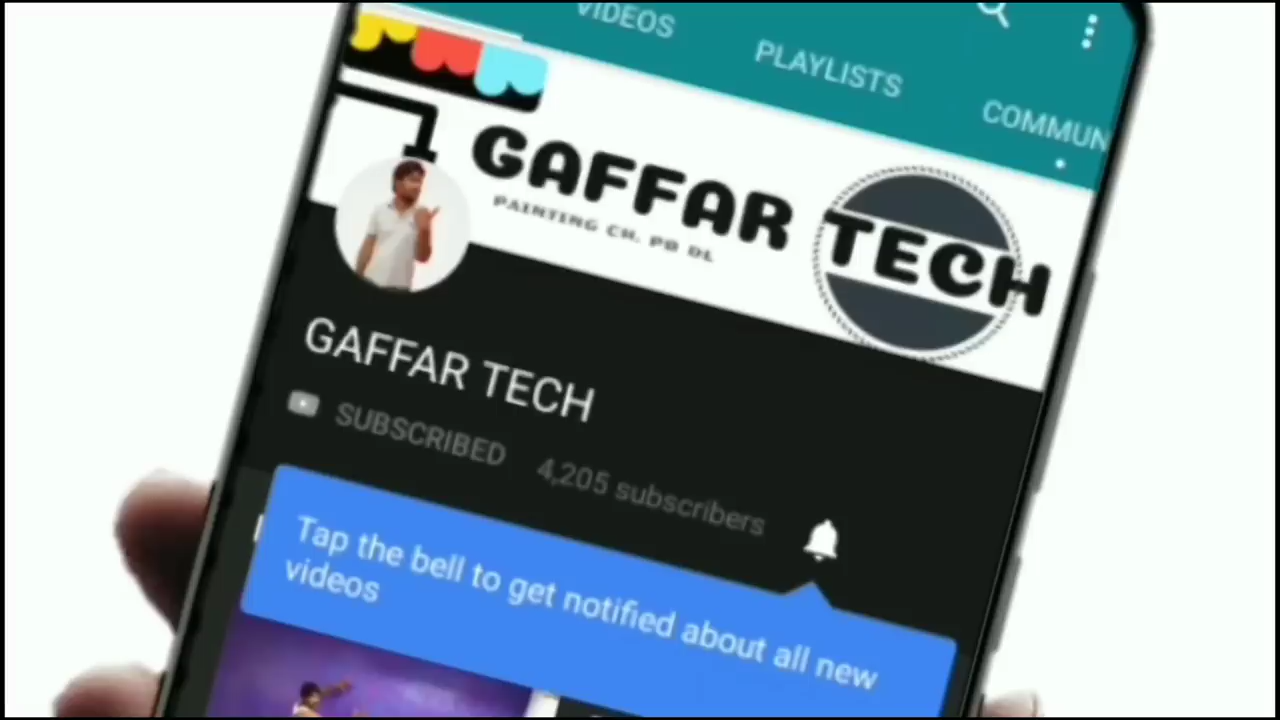 VIDEOS
PLAYLISTS
COMMUN
GAFFAR TECH
PAINTING CH. PB DL
GAFFAR TECH
SUBSCRIBED 4,205 subscribers
Tap the bell to get notified about all new
videos